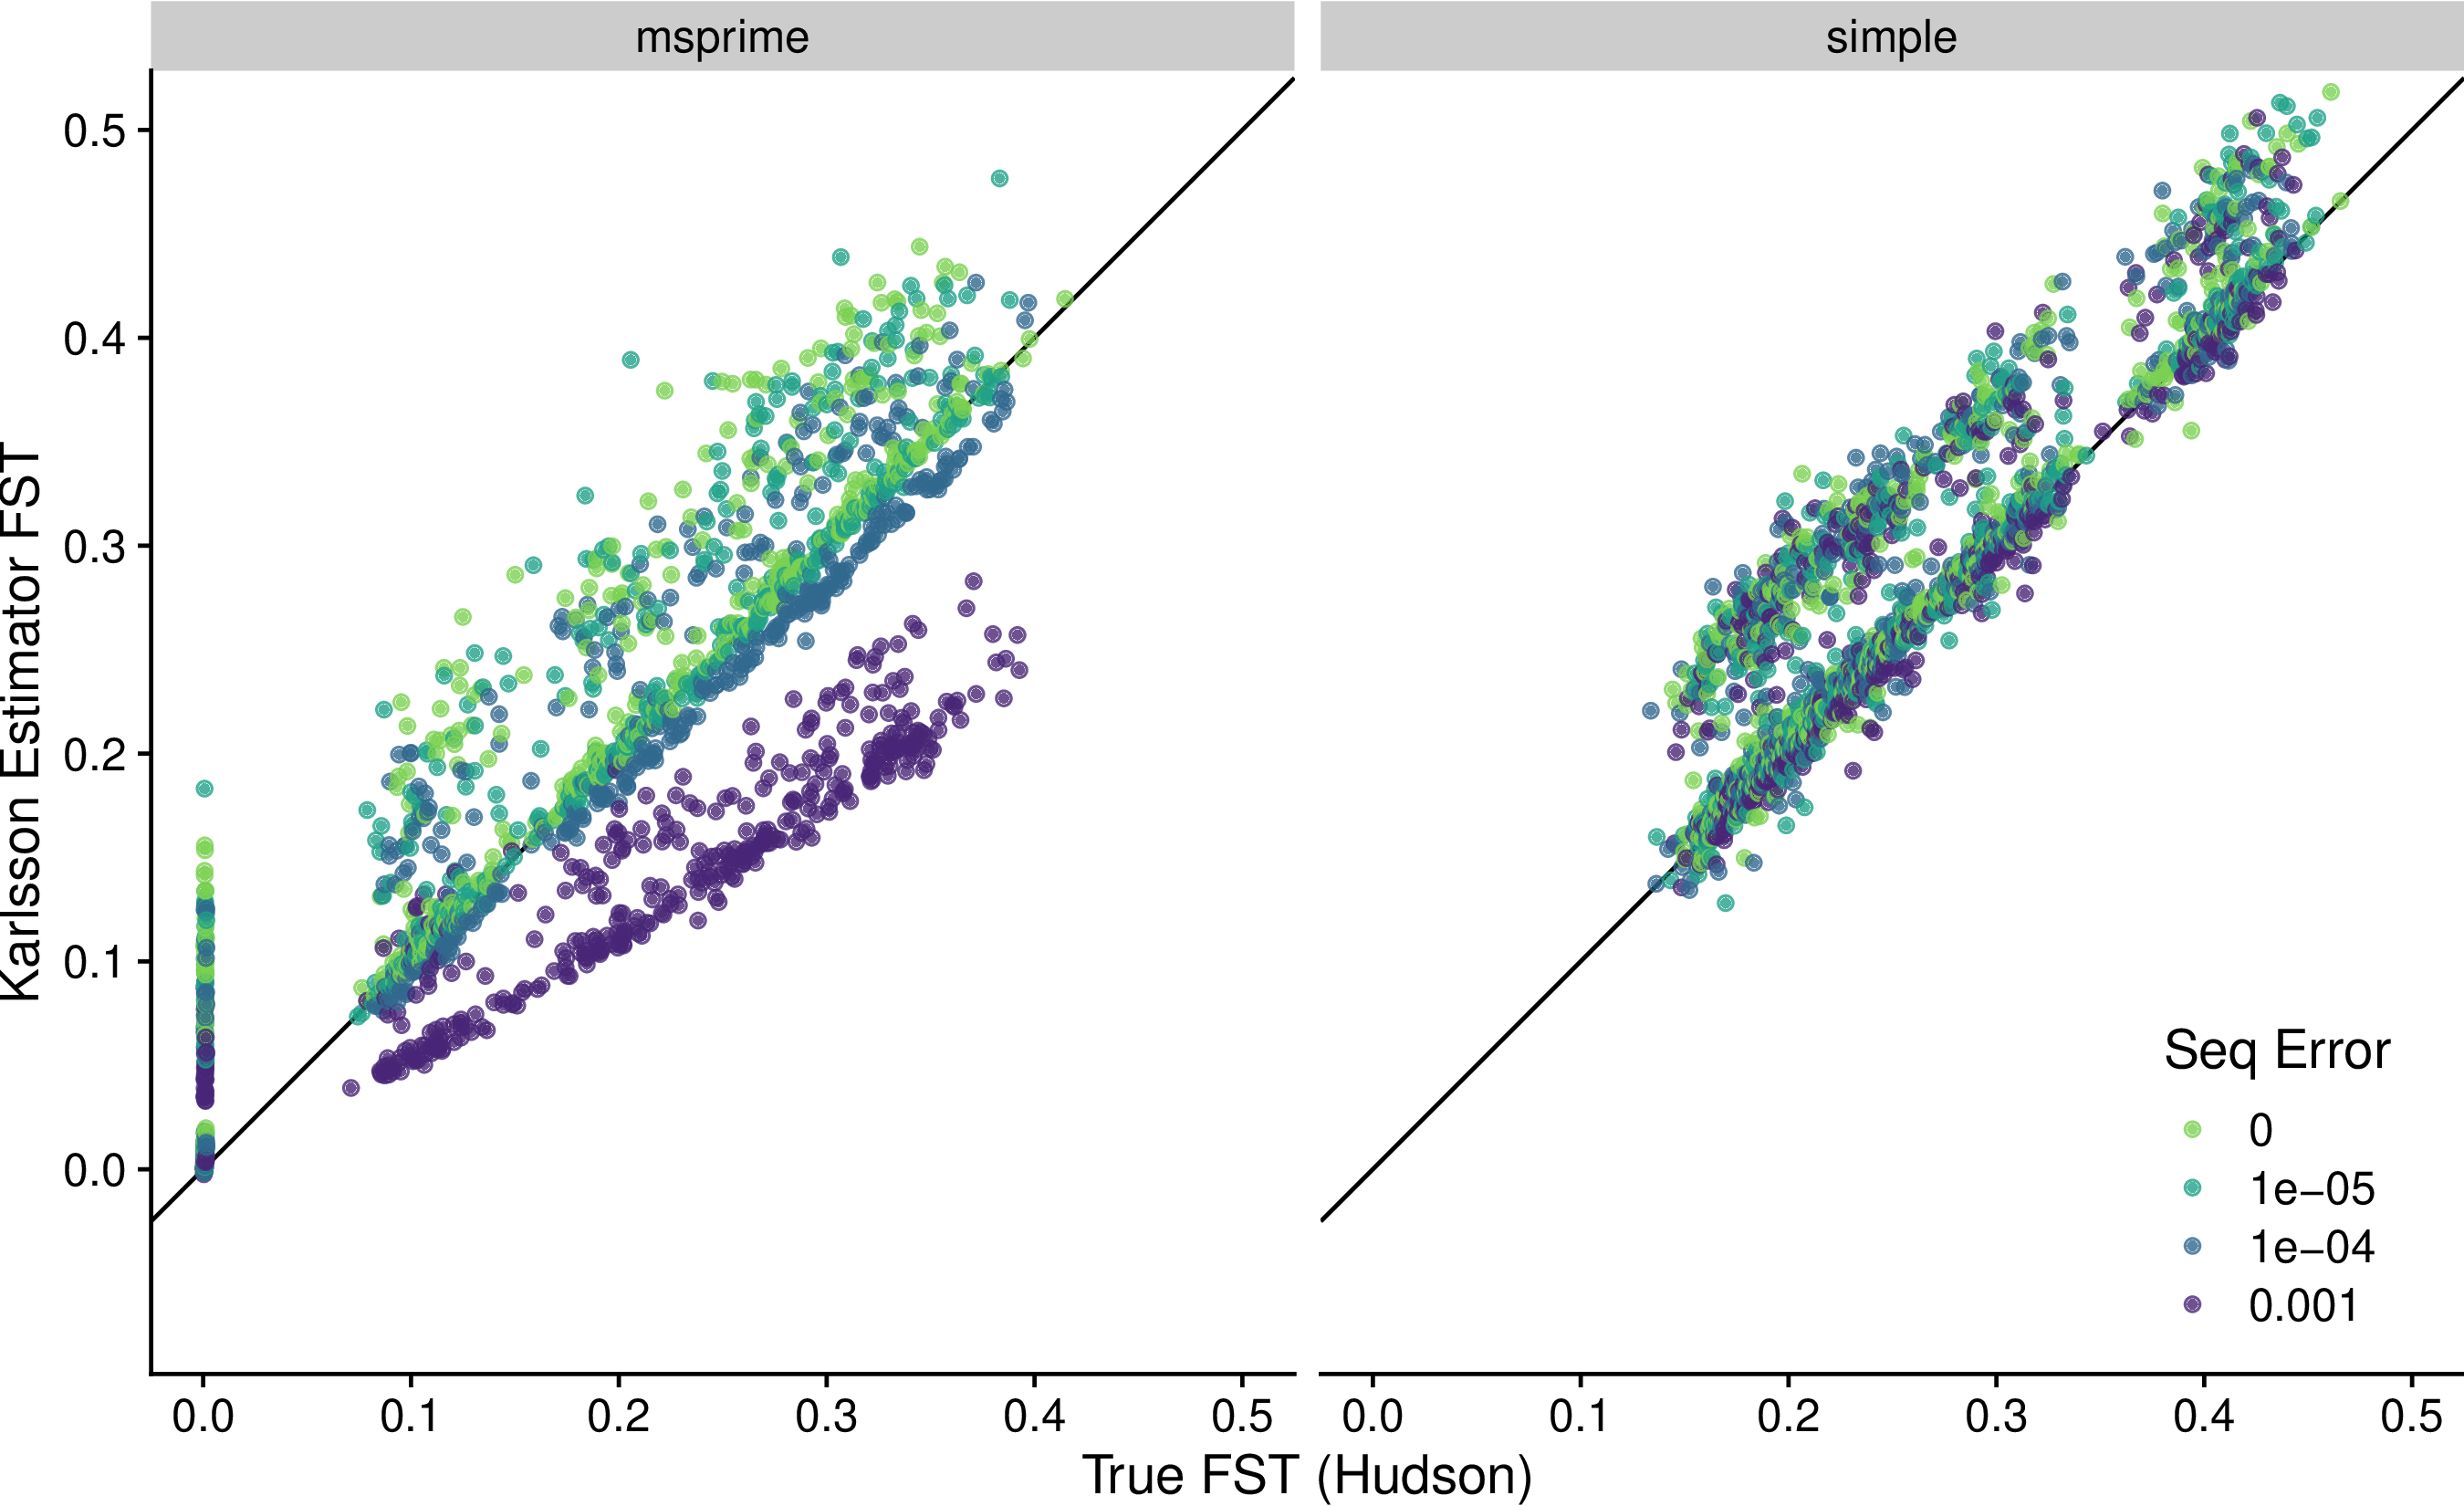 msprime
simple
Karlsson Estimator FST
0.5
0.4
0.3
0.2
0.1
0.0
Seq Error
0
1e−05
1e−04
0.001
0.0 0.1 0.2 0.3 0.4 0.5
0.0 0.1 0.2 0.3 0.4 0.5
True FST (Hudson)